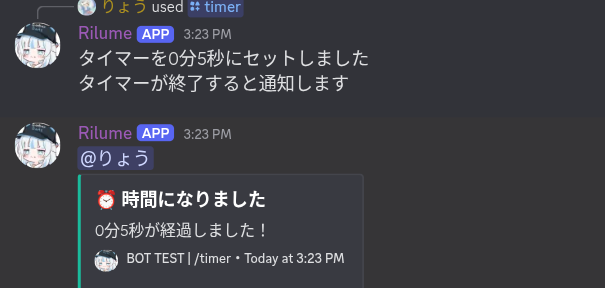 りょう used timer
Rilume APP 3:23 PM
タイマーを0分5秒にセットしました
タイマーが終了すると通知します
Rilume APP 3:23 PM
@りょう
⏰ 時間になりました
0分5秒が経過しました！
BOT TEST | /timer • Today at 3:23 PM